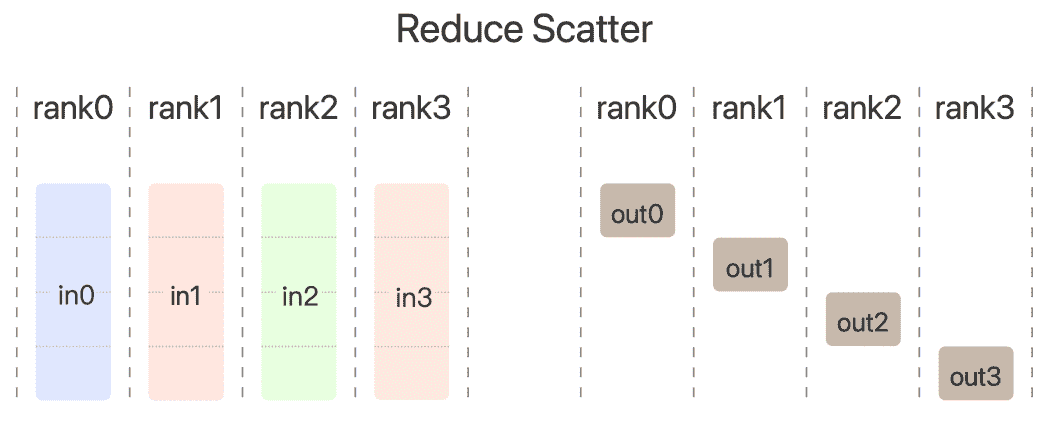 Reduce Scatter
rank0 rank1 rank2 rank3 rank0 rank1 rank2 rank3
out0
out1
in0 in1 in2 in3
out2
out3